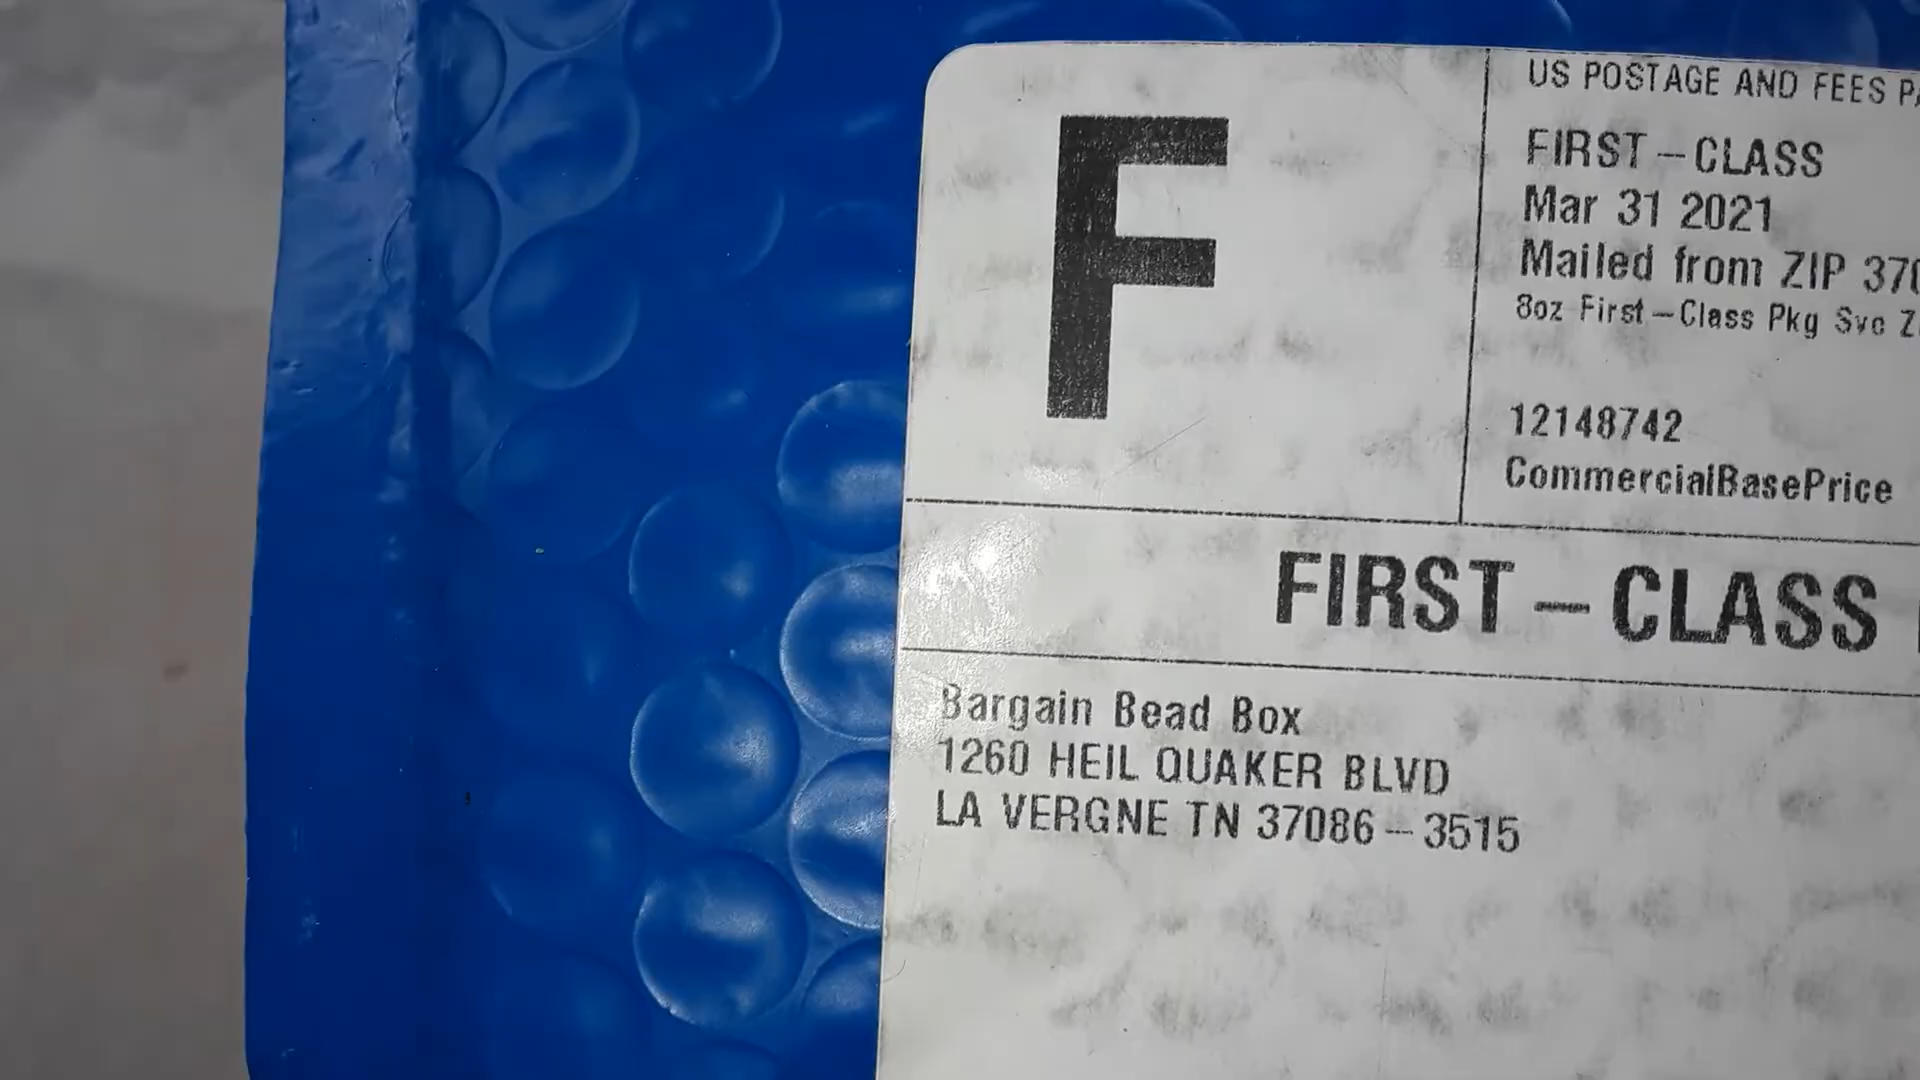 F
US POSTAGE AND FEES
FIRST-CLASS
Mar 31 2021
Mailed from ZIP
8oz First-Class Pkg Svc
12148742
CommercialBasePrice
FIRST-CLASS
Bargain Bead Box
1260 HEIL QUAKER BLVD
LA VERGNE TN 37086-3515